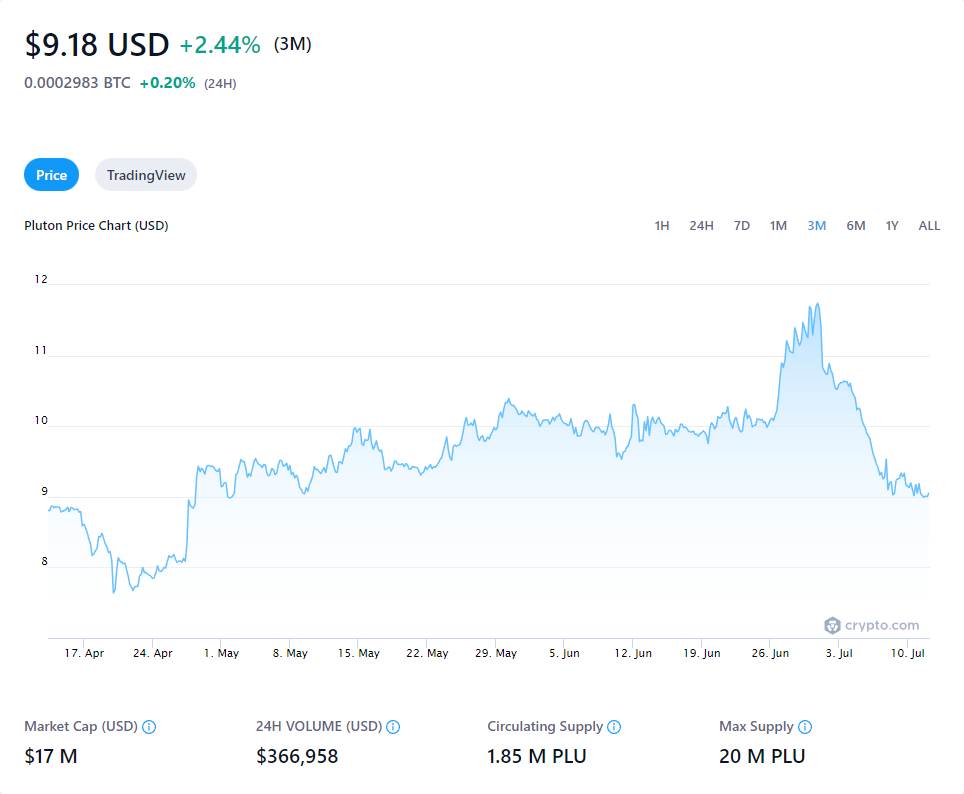 $9.18 USD +2.44% (3M)
0.0002983 BTC +0.20% (24H)
Price TradingView
Pluton Price Chart (USD) 1H 24H 7D 1M 3M 6M 1Y ALL
12
11
10
9
8
crypto.com
17. Apr 24. Apr 1. May 8. May 15. May 22. May 29. May 5. Jun 12. Jun 19. Jun 26. Jun 3. Jul 10. Jul
Market Cap (USD) 24H VOLUME (USD) Circulating Supply Max Supply
$17 M $366,958 1.85 M PLU 20 M PLU